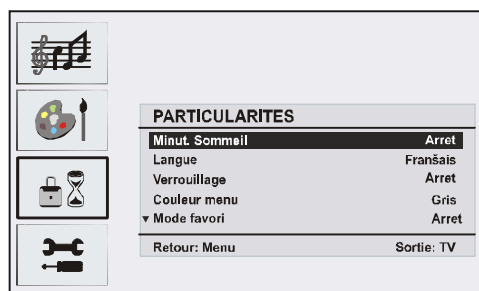 PARTICULARITES
Minut. Sommeil Arret
Langue Franšais
Verrouillage Arret
Couleur menu Gris
▾ Mode favori Arret
Retour: Menu Sortie: TV